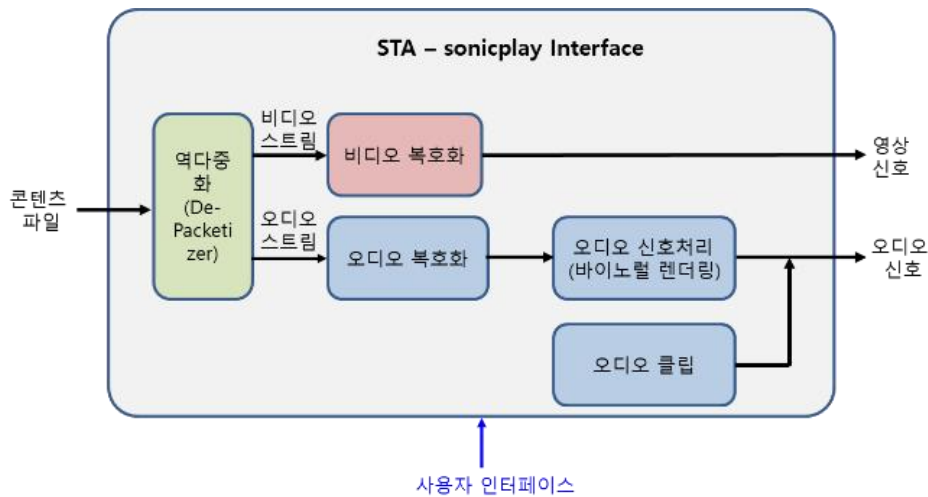 STA – sonicplay Interface
비디오
스트림
역다중
화
(De-
Packeti
zer)
비디오 복호화
영상
신호
콘텐츠
파일
오디오
스트림
오디오 복호화
오디오 신호처리
(바이노럴 렌더링)
오디오
신호
오디오 클립
사용자 인터페이스